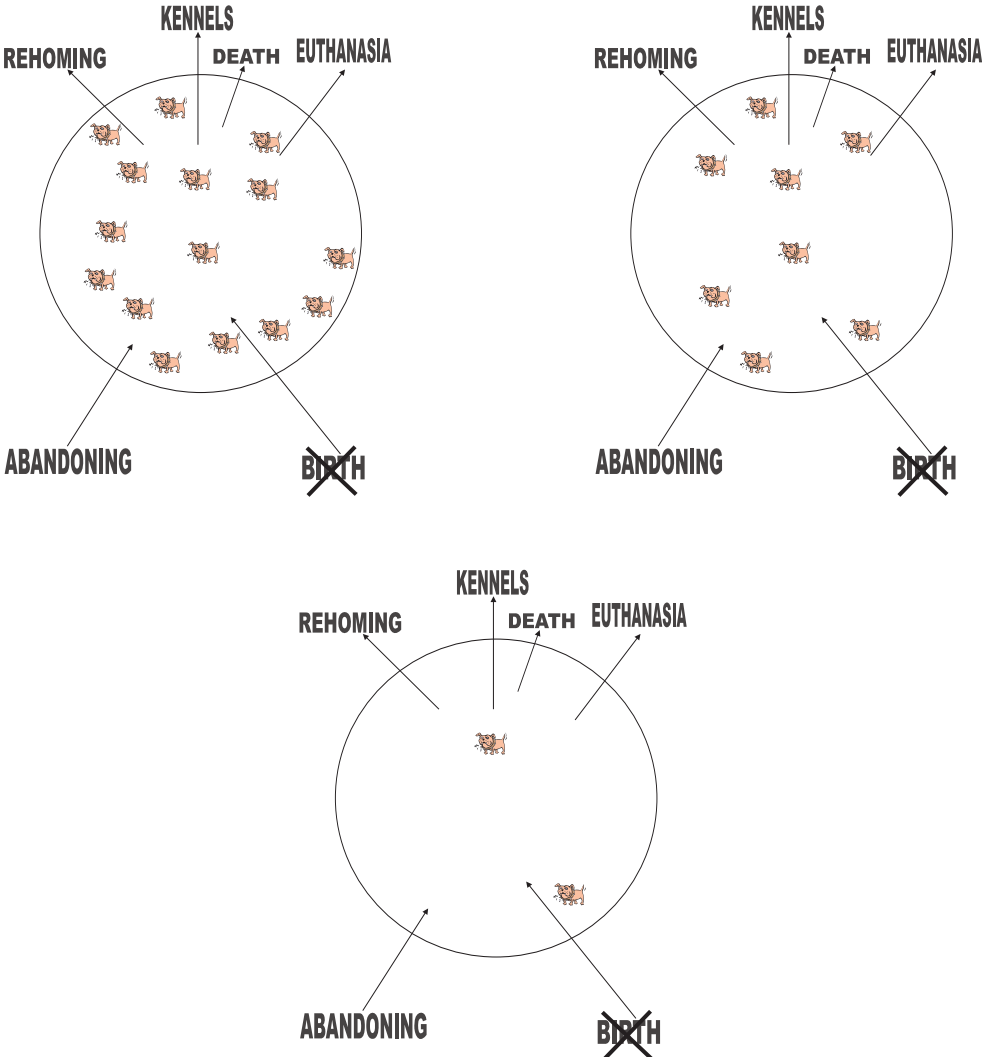 KENNELS
REHOMING
DEATH
EUTHANASIA
ABANDONING
BIRTH
KENNELS
REHOMING
DEATH
EUTHANASIA
ABANDONING
BIRTH
KENNELS
REHOMING
DEATH
EUTHANASIA
ABANDONING
BIRTH